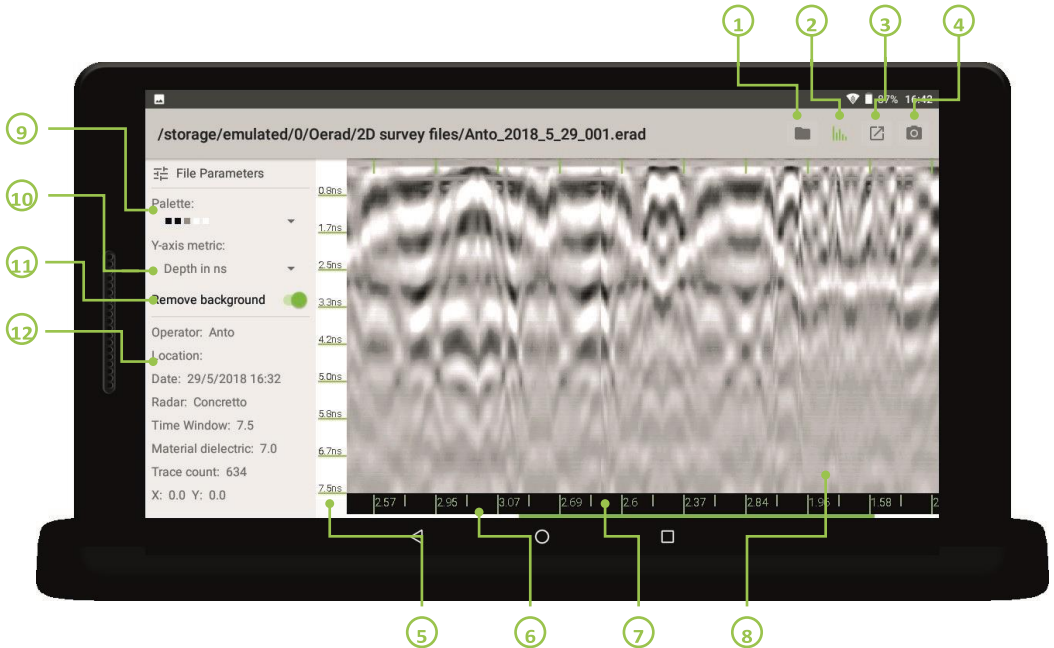 1 2 3 4
87% 16:42
/storage/emulated/0/Oerad/2D survey files/Anto_2018_5_29_001.erad
9
File Parameters
10
Palette:
Y-axis metric:
11
Depth in ns
Remove background
12
Operator: Anto
Location:
Date: 29/5/2018 16:32
Radar: Concretto
Time Window: 7.5
Material dielectric: 7.0
Trace count: 634
X: 0.0 Y: 0.0
0.8ns
1.7ns
2.5ns
3.3ns
4.2ns
5.0ns
5.8ns
6.7ns
7.5ns
2.57 2.95 3.07 2.69 2.6 2.37 2.84 1.96 1.58 2
5 6 7 8